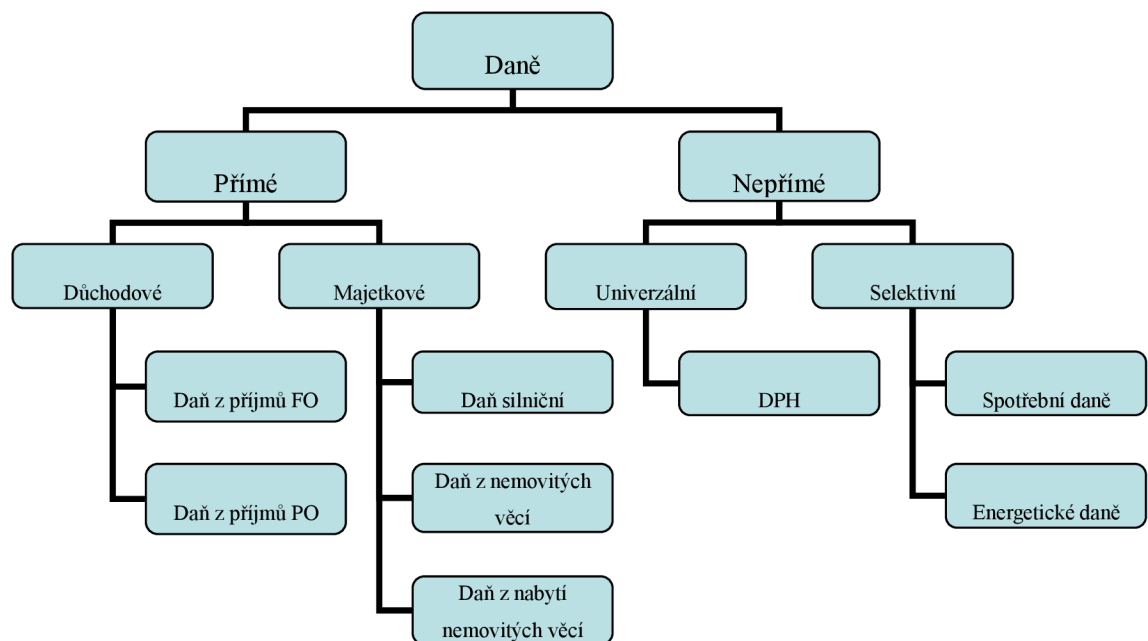 Daně
Přímé
Nepřímé
Důchodové
Majetkové
Univerzální
Selektivní
Daň z příjmů FO
Daň silniční
DPH
Spotřební daně
Daň z příjmů PO
Daň z nemovitých
věcí
Energetické daně
Daň z nabytí
nemovitých věcí